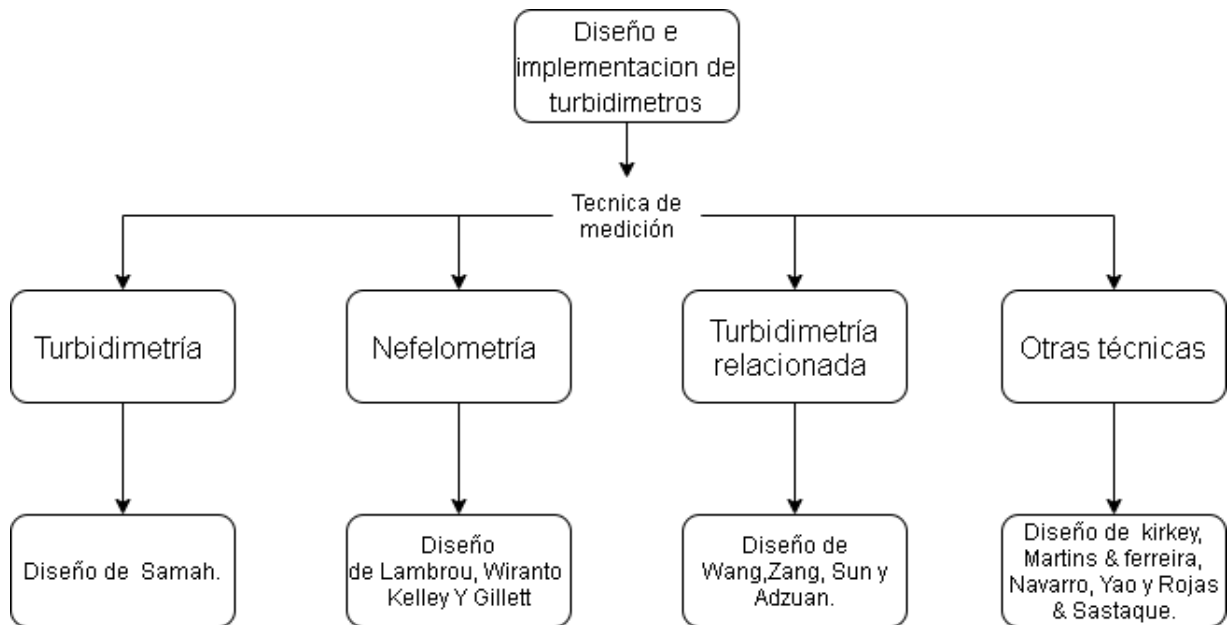 Diseño e
implementacion de
turbidimetros
Tecnica de
medición
Turbidimetría
Nefelometría
Turbidimetría
relacionada
Otras técnicas
Diseño de Samah.
Diseño
de Lambrou, Wiranto
Kelley Y Gillett
Diseño de
Wang,Zang, Sun y
Adzuan.
Diseño de kirkey,
Martins & ferreira,
Navarro, Yao y Rojas
& Sastaque.